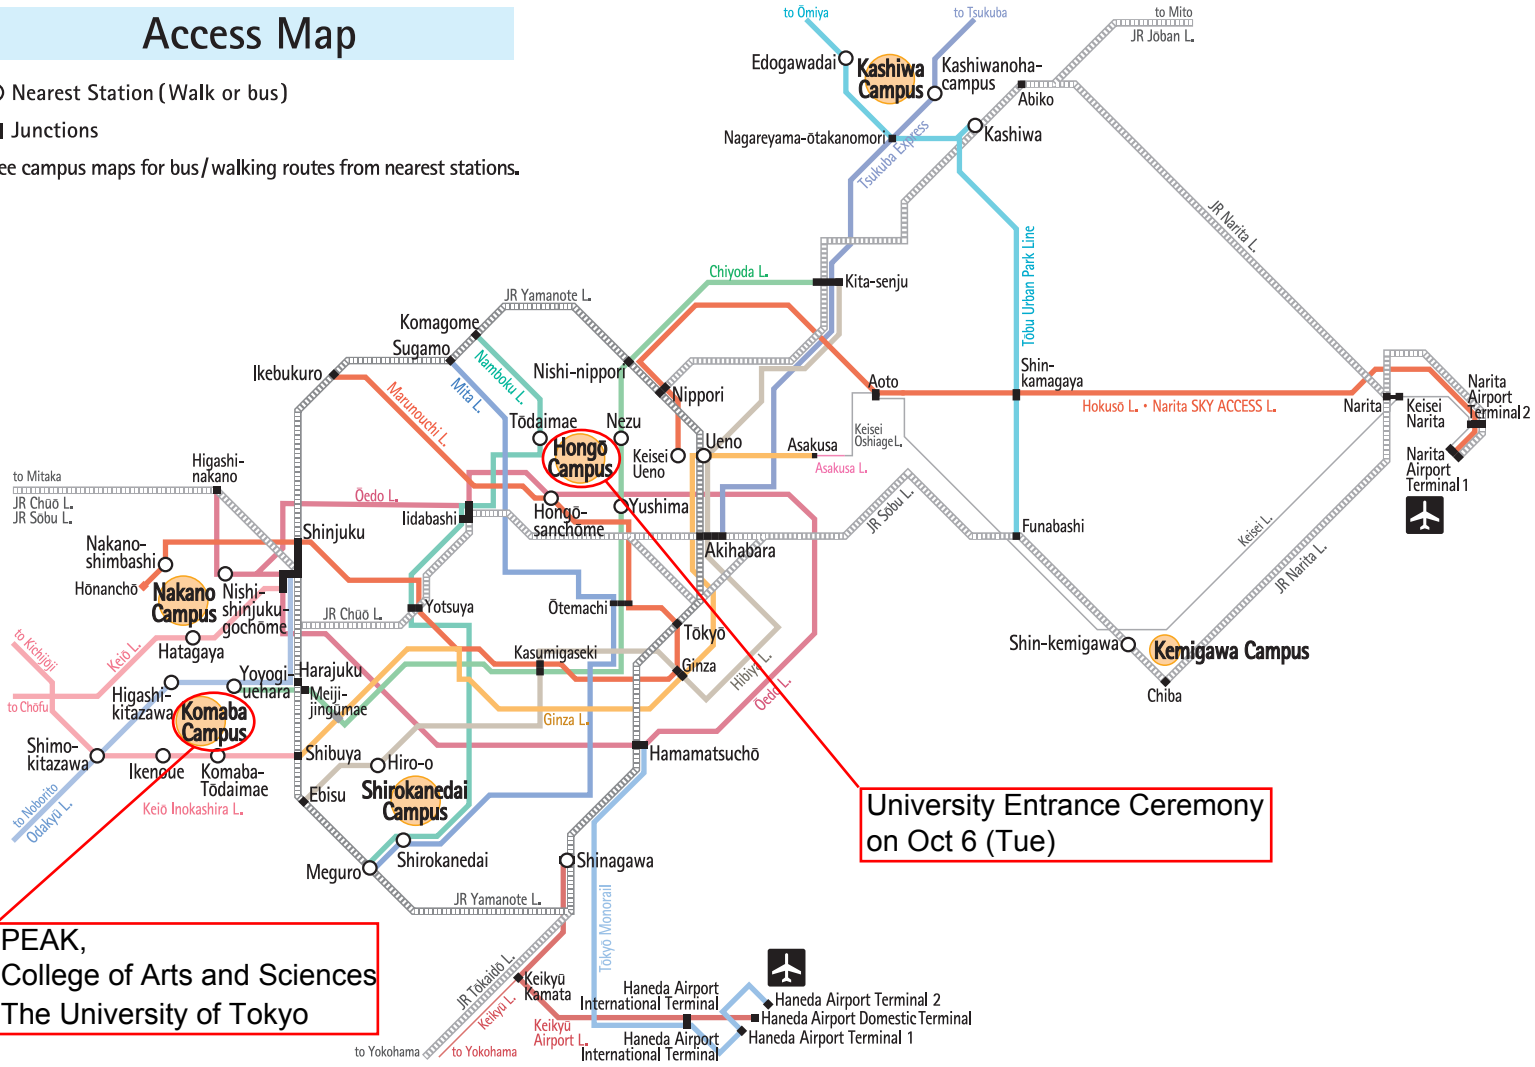 Access Map
Nearest Station (Walk or bus)
Junctions
ee campus maps for bus/walking routes from nearest stations.
to Ōmiya
to Tsukuba
to Mito
JR Jōban L.
Edogawadai
Kashiwa
Campus
Kashiwanoha-
campus
Abiko
Nagareyama-ōtakanomori
Kashiwa
Tsukuba Express
JR Narita L.
Tōbu Urban Park Line
Chiyoda L.
Kita-senju
JR Yamanote L.
Komagome
Sugamo
Namboku L.
Nishi-nippori
Ikebukuro
Marunouchi L.
Mita L.
Nippori
Aoto
Shin-
kamagaya
Hokusō L. • Narita SKY ACCESS L.
Narita
Keisei
Narita
Narita
Airport
Terminal 2
Narita
Airport
Terminal 1
Tōdaimae
Nezu
Hongō
Campus
Keisei
Ueno
Ueno
Asakusa
Asakusa L.
Keisei
Oshiage L.
Higashi-
nakano
to Mitaka
JR Chūō L.
JR Sōbu L.
Ōedo L.
Iidabashi
Hongō-
sanchōme
Yushima
JR Sōbu L.
Funabashi
Keisei L.
JR Narita L.
Shinjuku
Nakano-
shimbashi
Hōnanchō
Nakano
Campus
Nishi-
shinjuku-
gochōme
Akihabara
JR Chūō L.
Yotsuya
Ōtemachi
Tōkyō
Kasumigaseki
Ginza
Hibiya L.
Ōedo L.
Shin-kemigawa
Kemigawa Campus
Chiba
to Kichijōji
Keiō L.
Hatagaya
to Chōfu
Higashi-
kitazawa
Yoyogi-
uehara
Harajuku
Meiji-
jingūmae
Komaba
Campus
Ginza L.
Shimo-
kitazawa
Ikenoue
Komaba-
Tōdaimae
Shibuya
Hiro-o
Hamamatsuchō
to Noborito
Odakyū L.
Keiō Inokashira L.
Ebisu
Shirokanedai
Campus
Shirokanedai
Meguro
Shinagawa
University Entrance Ceremony
on Oct 6 (Tue)
JR Yamanote L.
Tōkyō Monorail
PEAK,
College of Arts and Sciences
The University of Tokyo
JR Tōkaidō L.
Keikyū L.
Keikyū
Kamata
Keikyū
Airport L.
to Yokohama
to Yokohama
Haneda Airport
International Terminal
Haneda Airport
International Terminal
Haneda Airport Terminal 2
Haneda Airport Domestic Terminal
Haneda Airport Terminal 1